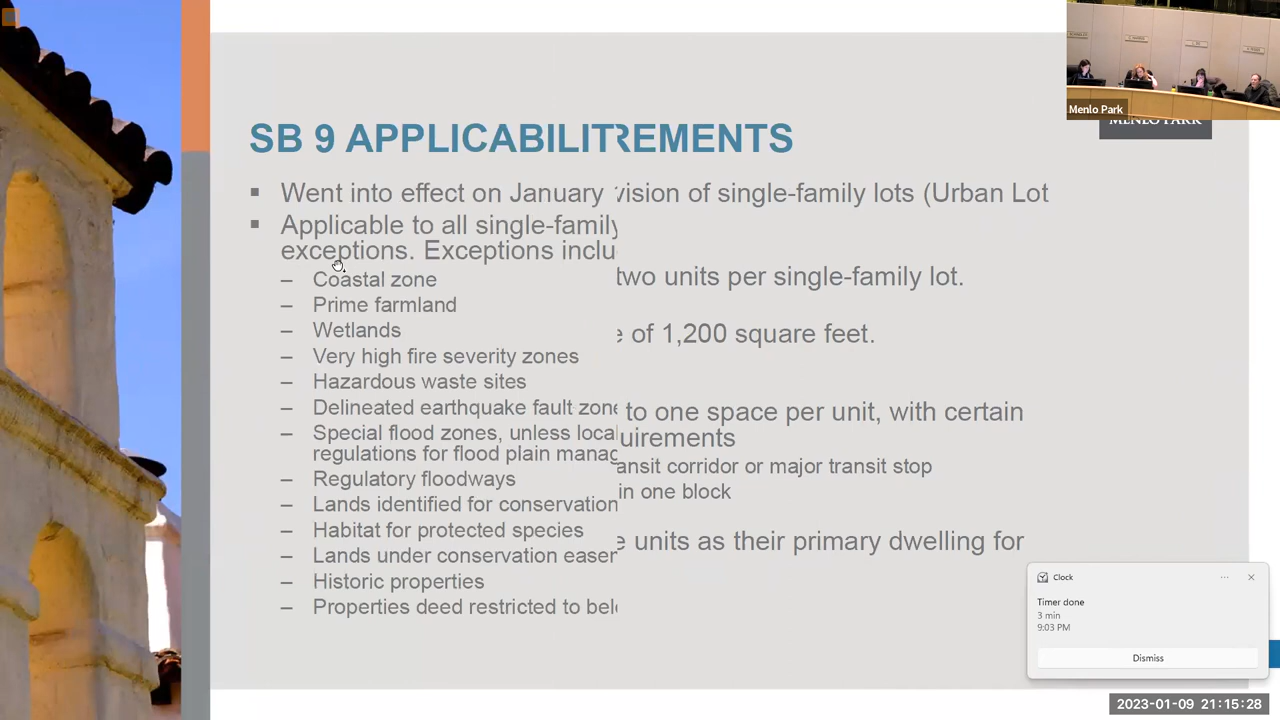 SB 9 APPLICABILITREMENTS
Went into effect on January vision of single-family lots (Urban Lot
Applicable to all single-family
exceptions. Exceptions inclu
two units per single-family lot.
Coastal zone
Prime farmland
Wetlands
e of 1,200 square feet.
Very high fire severity zones
Hazardous waste sites
Delineated earthquake fault zone
to one space per unit, with certain
Special flood zones, unless local
uirements
regulations for flood plain manag
ansit corridor or major transit stop
Regulatory floodways
in one block
Lands identified for conservation
Habitat for protected species
e units as their primary dwelling for
Lands under conservation easem
Historic properties
Properties deed restricted to belo
Menlo Park
MENLO PARK
Clock
Timer done
3 min
9:03 PM
Dismiss
2023-01-09 21:15:28